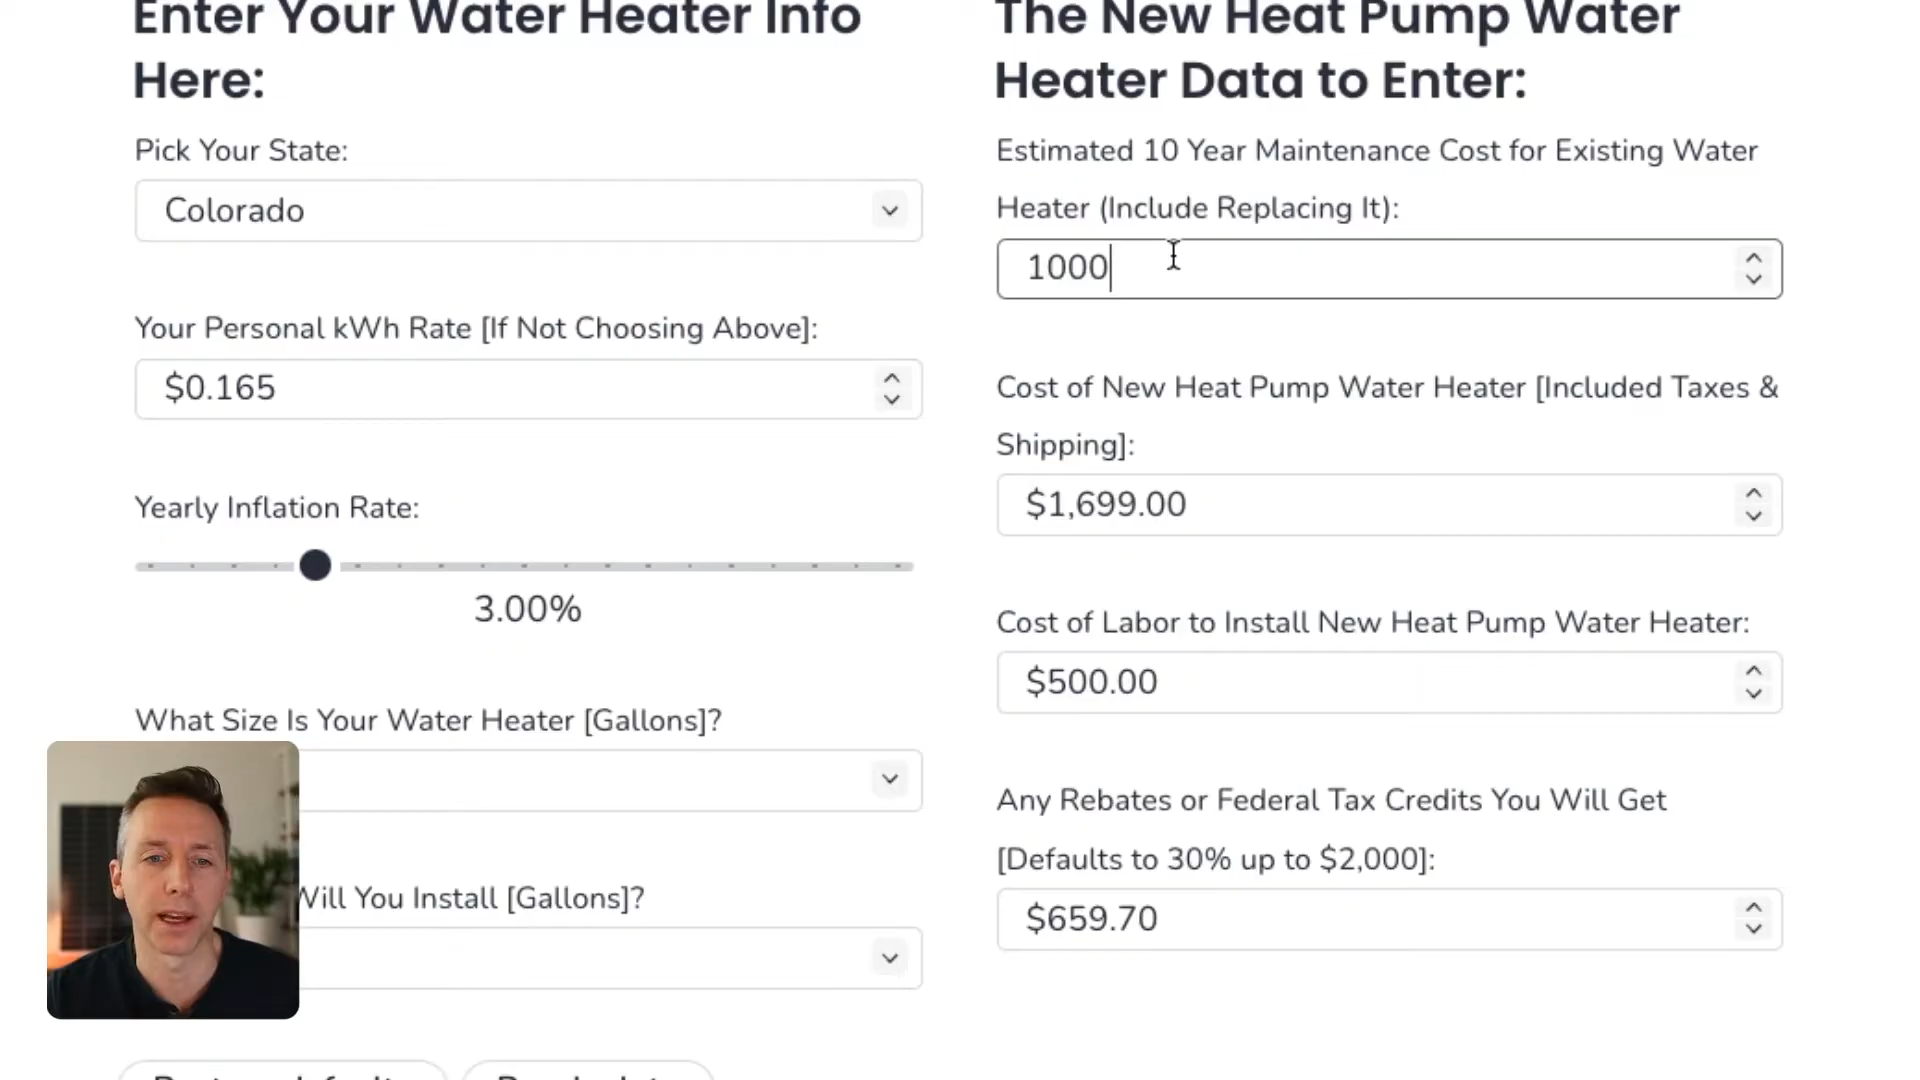 Enter Your Water Heater Info
Here:
Pick Your State:
Colorado
Your Personal kWh Rate [If Not Choosing Above]:
$0.165
Yearly Inflation Rate:
3.00%
What Size Is Your Water Heater [Gallons]?
Will You Install [Gallons]?
The New Heat Pump Water
Heater Data to Enter:
Estimated 10 Year Maintenance Cost for Existing Water
Heater (Include Replacing It):
1000
Cost of New Heat Pump Water Heater [Included Taxes &
Shipping]:
$1,699.00
Cost of Labor to Install New Heat Pump Water Heater:
$500.00
Any Rebates or Federal Tax Credits You Will Get
[Defaults to 30% up to $2,000]:
$659.70